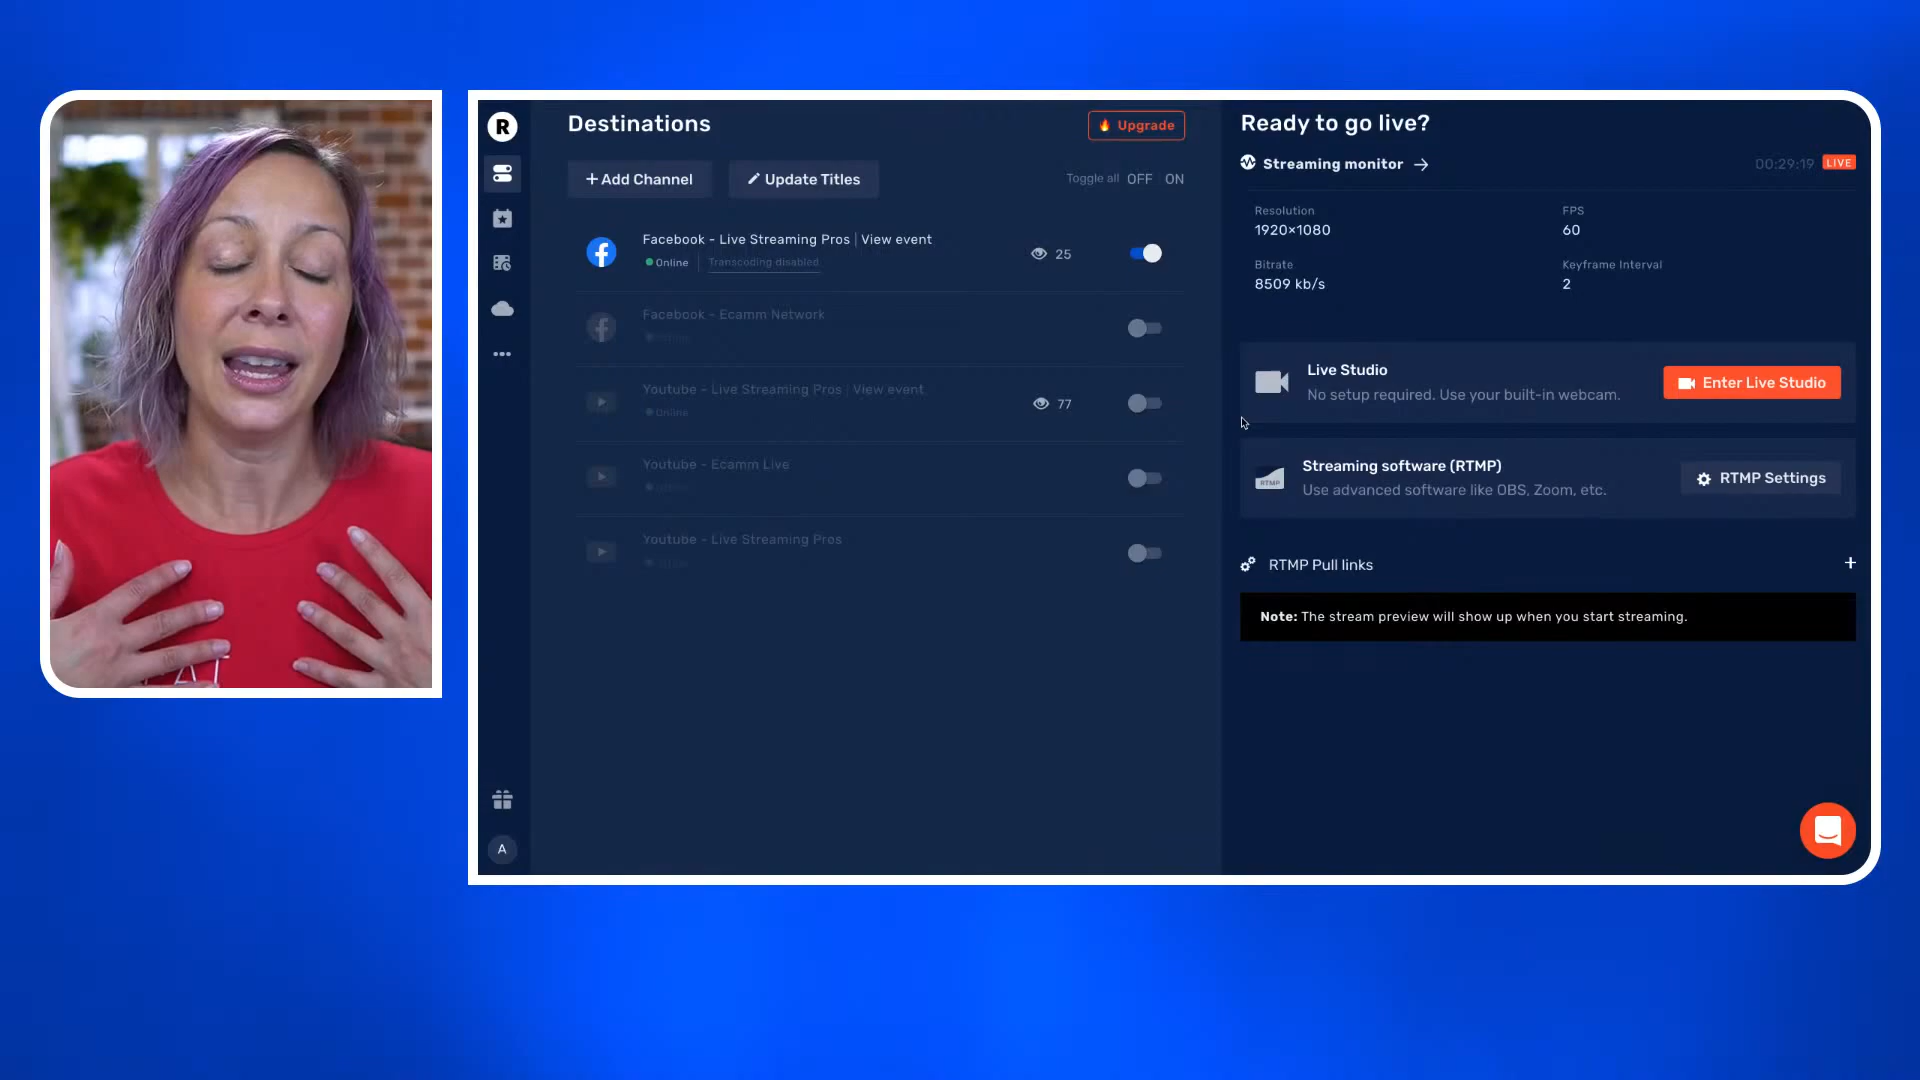 R
Destinations
🔥 Upgrade
+ Add Channel
Update Titles
Toggle all OFF ON
Facebook - Live Streaming Pros | View event
Online
Transcoding disabled
25
Facebook - Ecamm Network
Youtube - Live Streaming Pros | View event
Online
77
Youtube - Ecamm Live
Youtube - Live Streaming Pros
A
Ready to go live?
Streaming monitor →
00:29:19 LIVE
Resolution
1920×1080
FPS
60
Bitrate
8509 kb/s
Keyframe Interval
2
Live Studio
No setup required. Use your built-in webcam.
Enter Live Studio
RTMP
Streaming software (RTMP)
Use advanced software like OBS, Zoom, etc.
RTMP Settings
RTMP Pull links
+
Note: The stream preview will show up when you start streaming.